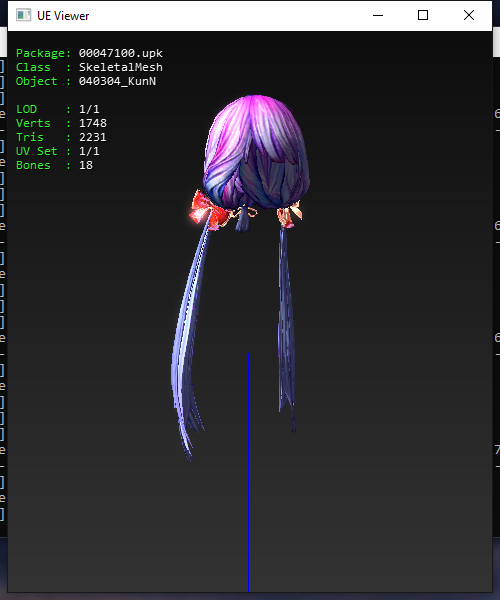 UE Viewer
Package: 00047100.upk
Class  : SkeletalMesh
Object : 040304_KunN
LOD    : 1/1
Verts  : 1748
Tris   : 2231
UV Set : 1/1
Bones  : 18